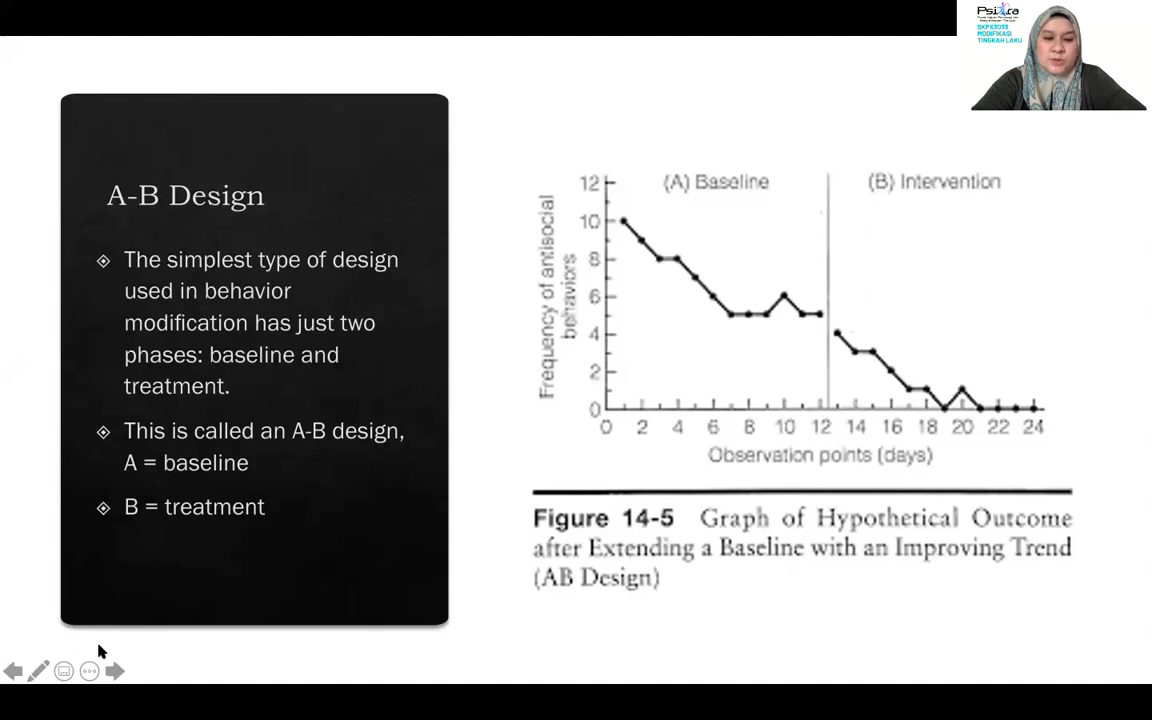 PsiTra
SKPX3033
MODIFIKASI
TINGKAH LAKU
A-B Design
The simplest type of design
used in behavior
modification has just two
phases: baseline and
treatment.
This is called an A-B design,
A = baseline
B = treatment
(A) Baseline
(B) Intervention
Frequency of antisocial
behaviors
12
10
8
6
4
2
0
0 2 4 6 8 10 12 14 16 18 20 22 24
Observation points (days)
Figure 14-5 Graph of Hypothetical Outcome
after Extending a Baseline with an Improving Trend
(AB Design)